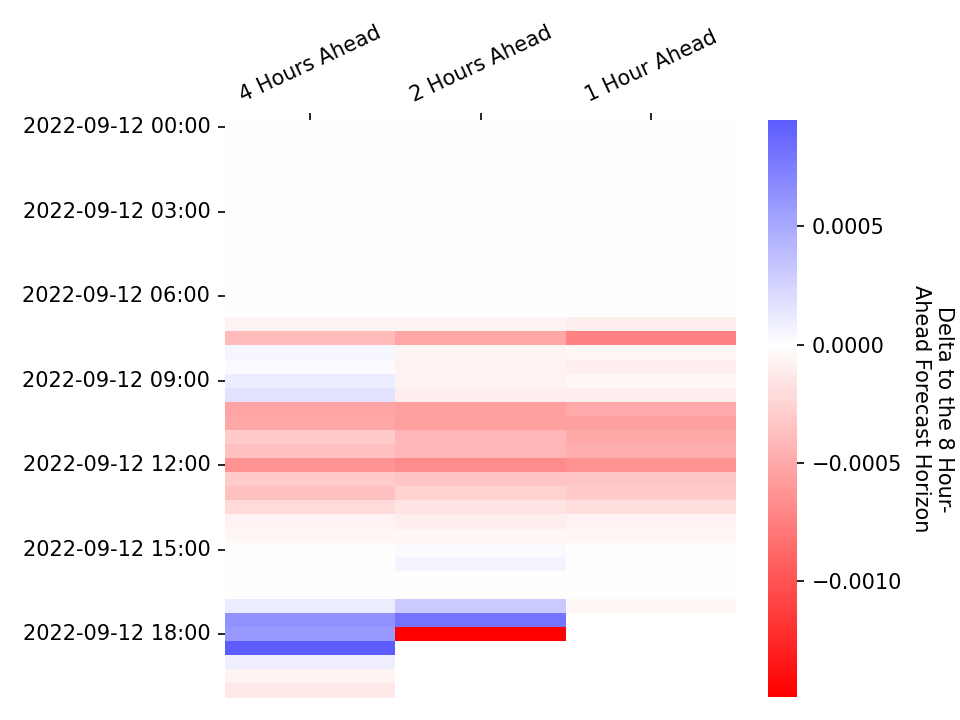 4 Hours Ahead
2 Hours Ahead
1 Hour Ahead
2022-09-12 00:00
2022-09-12 03:00
2022-09-12 06:00
2022-09-12 09:00
2022-09-12 12:00
2022-09-12 15:00
2022-09-12 18:00
0.0005
0.0000
−0.0005
−0.0010
Delta to the 8 Hour-
Ahead Forecast Horizon